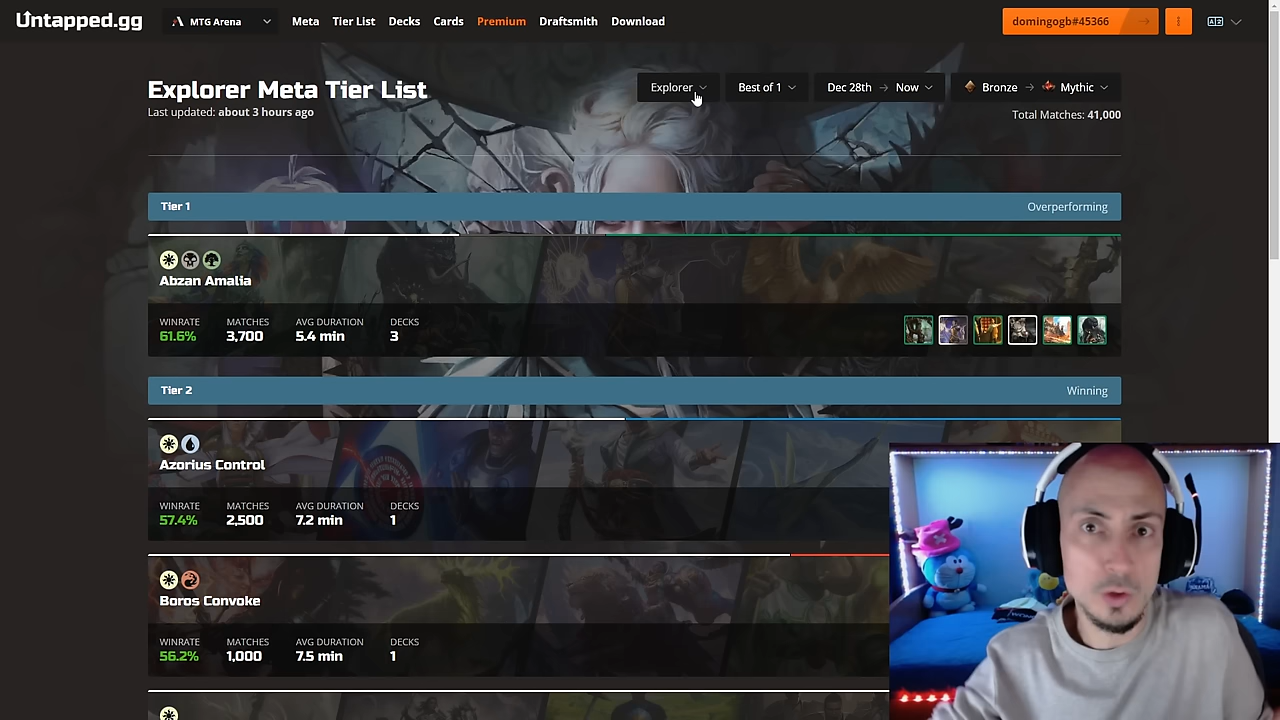 Untapped.gg
MTG Arena
Meta
Tier List
Decks
Cards
Premium
Draftsmith
Download
domingogb#45366
Explorer Meta Tier List
Last updated: about 3 hours ago
Explorer
Best of 1
Dec 28th → Now
Bronze → Mythic
Total Matches: 41,000
Tier 1
Overperforming
Abzan Amalia
WINRATE
MATCHES
AVG DURATION
DECKS
61.6%
3,700
5.4 min
3
Tier 2
Winning
Azorius Control
WINRATE
MATCHES
AVG DURATION
DECKS
57.4%
2,500
7.2 min
1
Boros Convoke
WINRATE
MATCHES
AVG DURATION
DECKS
56.2%
1,000
7.5 min
1